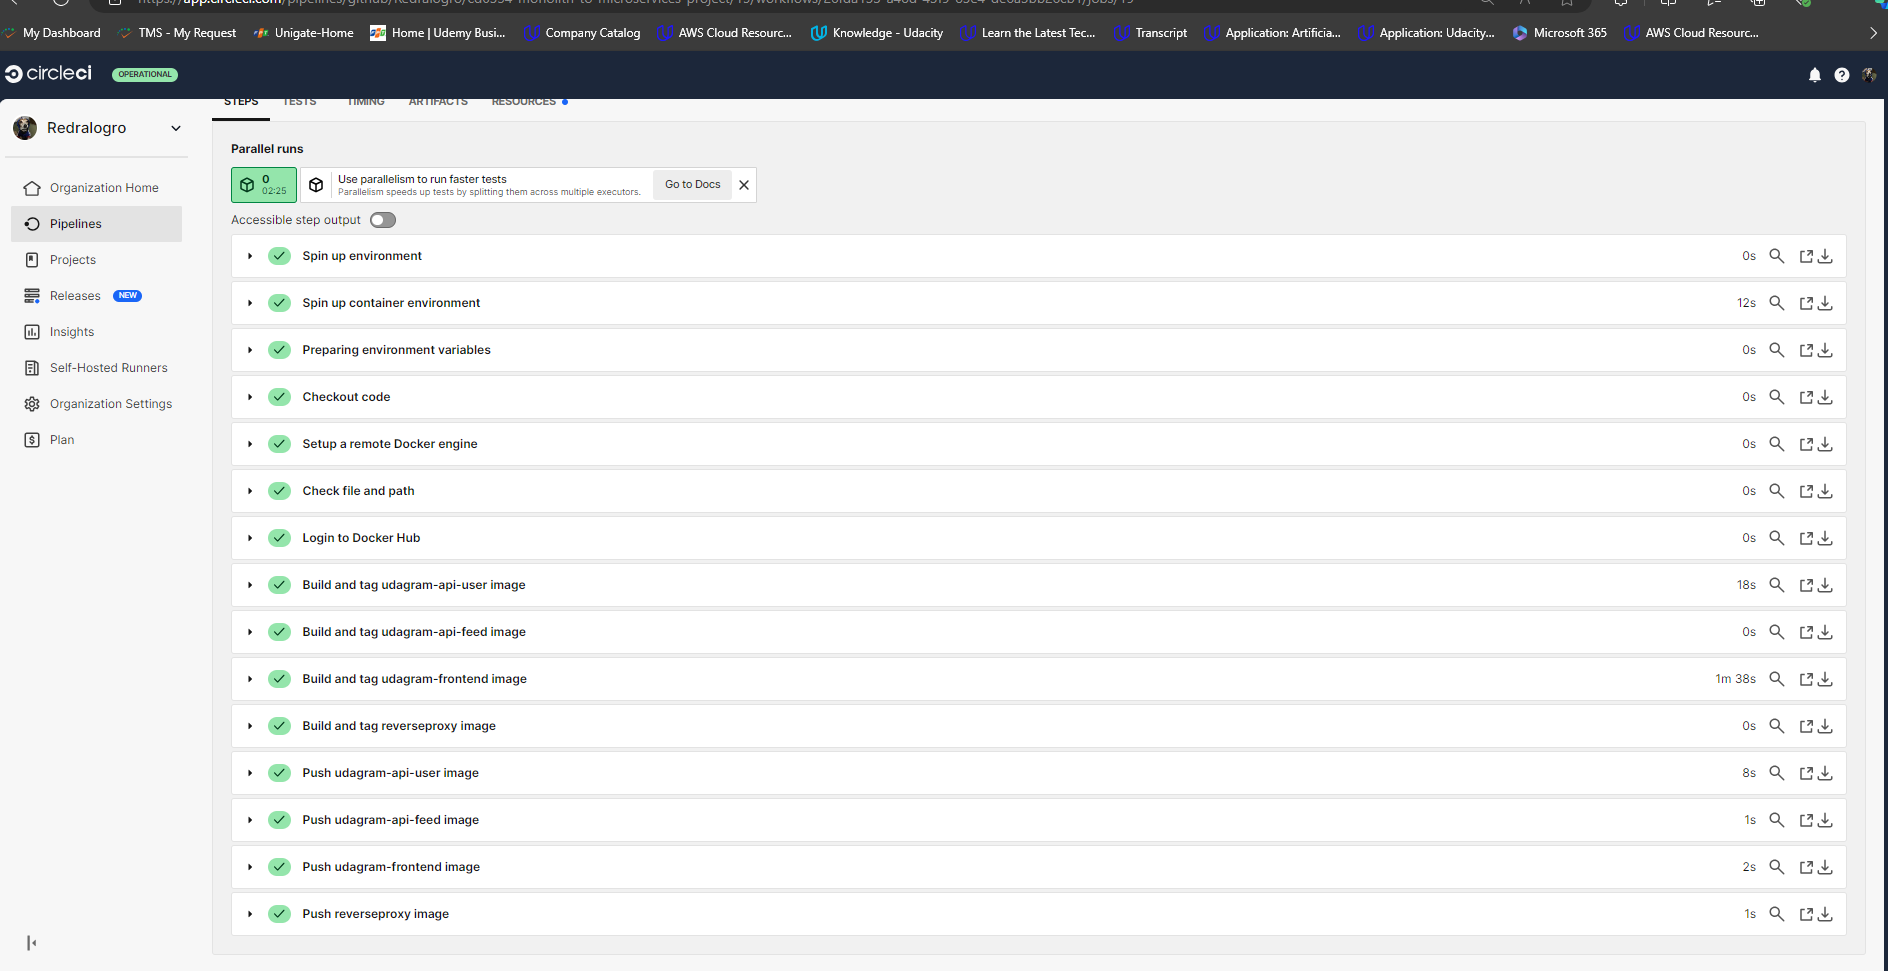 My Dashboard TMS - My Request Unigate-Home Home | Udemy Busi... Company Catalog AWS Cloud Resourc... Knowledge - Udacity Learn the Latest Tec... Transcript Application: Artificia... Application: Udacity,... Microsoft 365 AWS Cloud Resourc...
circleci OPERATIONAL
STEPS TESTS TIMING ARTIFACTS RESOURCES
Redralogro
Organization Home
Pipelines
Projects
Releases NEW
Insights
Self-Hosted Runners
Organization Settings
Plan
Parallel runs
0
02:25
Use parallelism to run faster tests
Parallelism speeds up tests by splitting them across multiple executors.
Go to Docs
Accessible step output
Spin up environment 0s
Spin up container environment 12s
Preparing environment variables 0s
Checkout code 0s
Setup a remote Docker engine 0s
Check file and path 0s
Login to Docker Hub 0s
Build and tag udagram-api-user image 18s
Build and tag udagram-api-feed image 0s
Build and tag udagram-frontend image 1m 38s
Build and tag reverseproxy image 0s
Push udagram-api-user image 8s
Push udagram-api-feed image 1s
Push udagram-frontend image 2s
Push reverseproxy image 1s